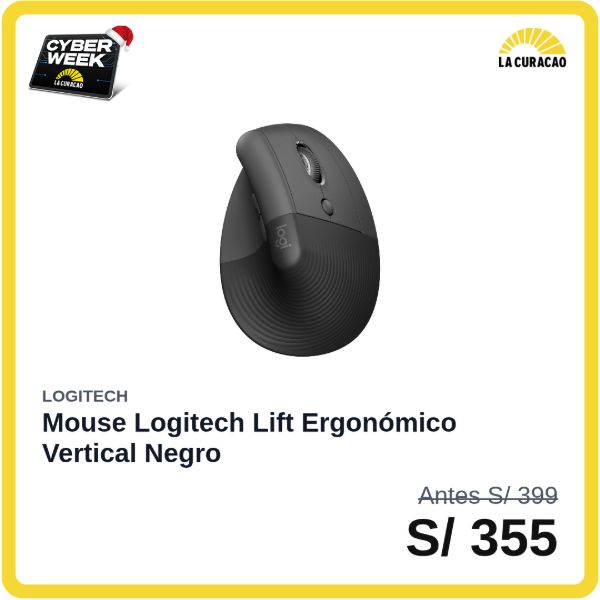 CYBER
WEEK
LA CURACAO
LA CURACAO
logi
LOGITECH
Mouse Logitech Lift Ergonómico
Vertical Negro
Antes S/ 399
S/ 355